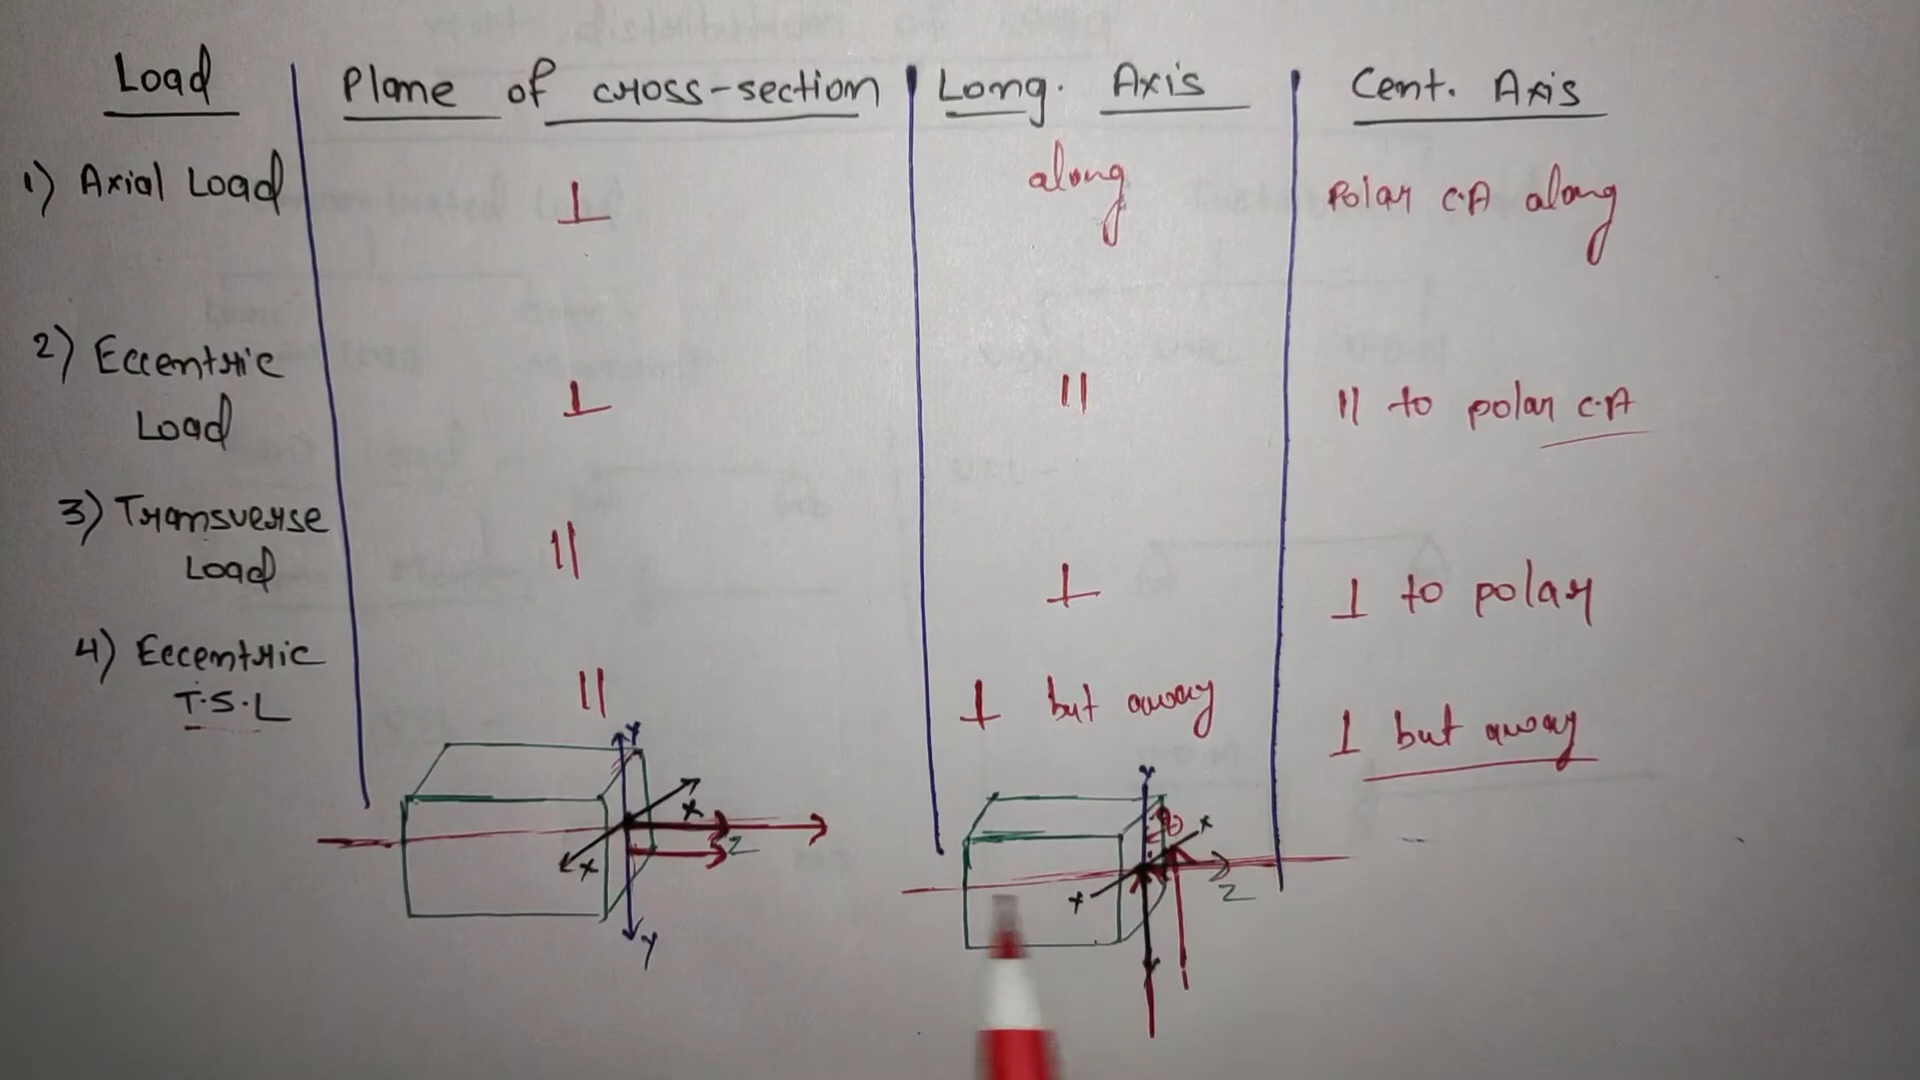 Load Plane of cross-section Long. Axis Cent. Axis
1) Axial Load ⊥ along Polar C.A along
2) Eccentric Load ⊥ || || to polar C.A
3) Transverse Load || ⊥ ⊥ to polar
4) Eccentric T.S.L || ⊥ but away ⊥ but away
Y
X
Z
X
Y
Y
X
X
Z